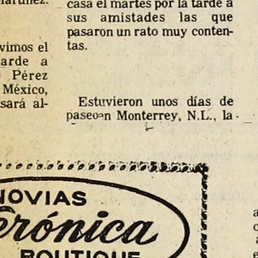 casa el martes por la tarde a
sus amistades las que
pasaron un rato muy conten-
tas.
vimos el
arde a
Pérez
México,
sará al-
Estuvieron unos días de
paseo en Monterrey, N.L., la
NOVIAS
erónica
BOUTIQUE